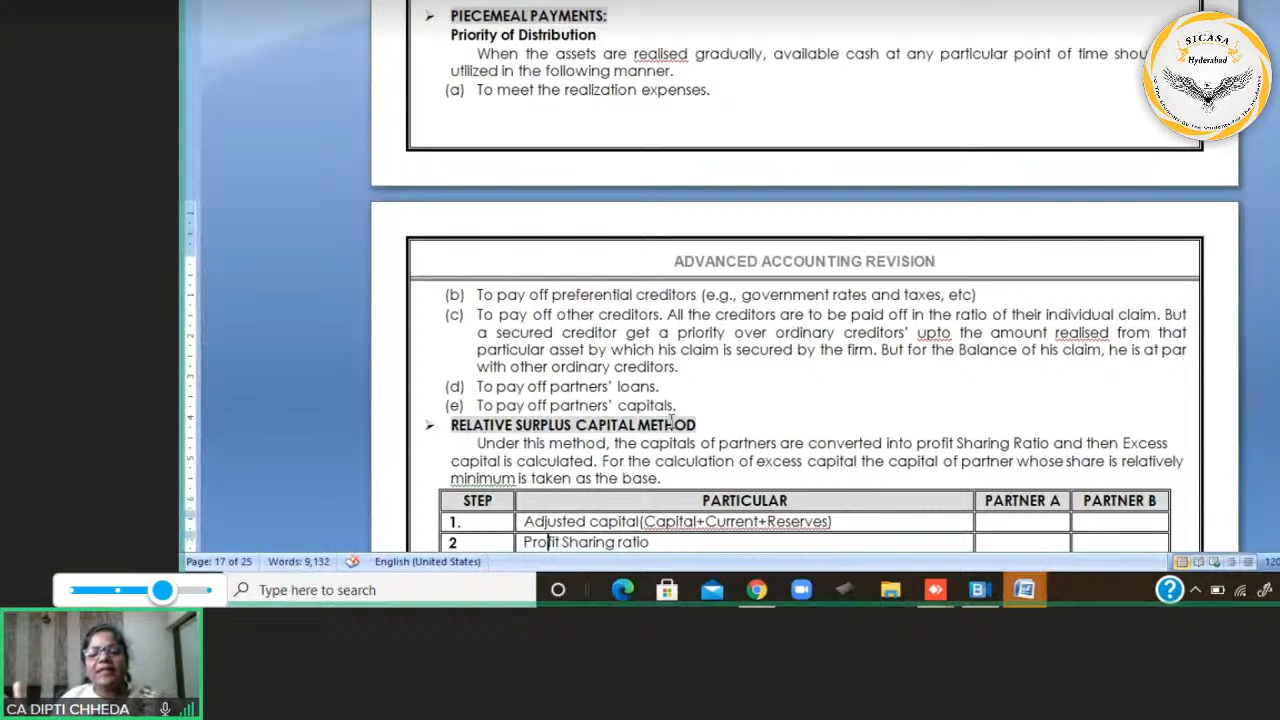 PIECEMEAL PAYMENTS:
Priority of Distribution
When the assets are realised gradually, available cash at any particular point of time shou
utilized in the following manner.
(a) To meet the realization expenses.
SICASA
Hyderabad
ADVANCED ACCOUNTING REVISION
(b) To pay off preferential creditors (e.g., government rates and taxes, etc)
(c) To pay off other creditors. All the creditors are to be paid off in the ratio of their individual claim. But
a secured creditor get a priority over ordinary creditors’ upto the amount realised from that
particular asset by which his claim is secured by the firm. But for the Balance of his claim, he is at par
with other ordinary creditors.
(d) To pay off partners’ loans.
(e) To pay off partners’ capitals.
RELATIVE SURPLUS CAPITAL METHOD
Under this method, the capitals of partners are converted into profit Sharing Ratio and then Excess
capital is calculated. For the calculation of excess capital the capital of partner whose share is relatively
minimum is taken as the base.
STEP PARTICULAR PARTNER A PARTNER B
1. Adjusted capital(Capital+Current+Reserves)
2 Profit Sharing ratio
Page: 17 of 25 Words: 9,132 English (United States) 120
Type here to search
CA DIPTI CHHEDA